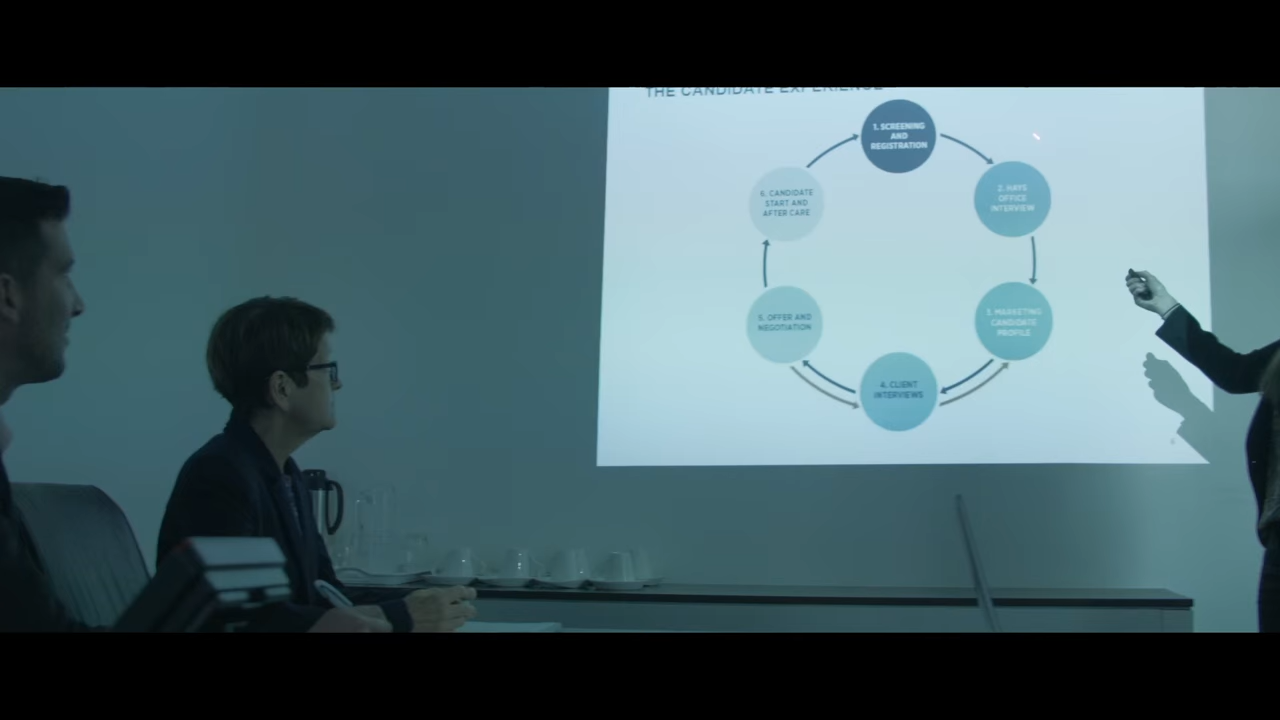 THE CANDIDATE EXPERIENCE
1. SCREENING
AND
REGISTRATION
2. HAYS
OFFICE
INTERVIEW
3. MARKETING
CANDIDATE
PROFILE
4. CLIENT
INTERVIEWS
5. OFFER AND
NEGOTIATION
6. CANDIDATE
START AND
AFTER CARE